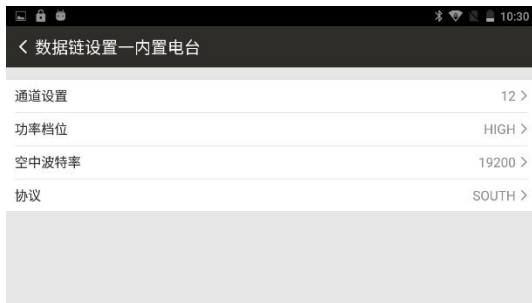 10:30
数据链设置一内置电台
通道设置 12
功率档位 HIGH
空中波特率 19200
协议 SOUTH